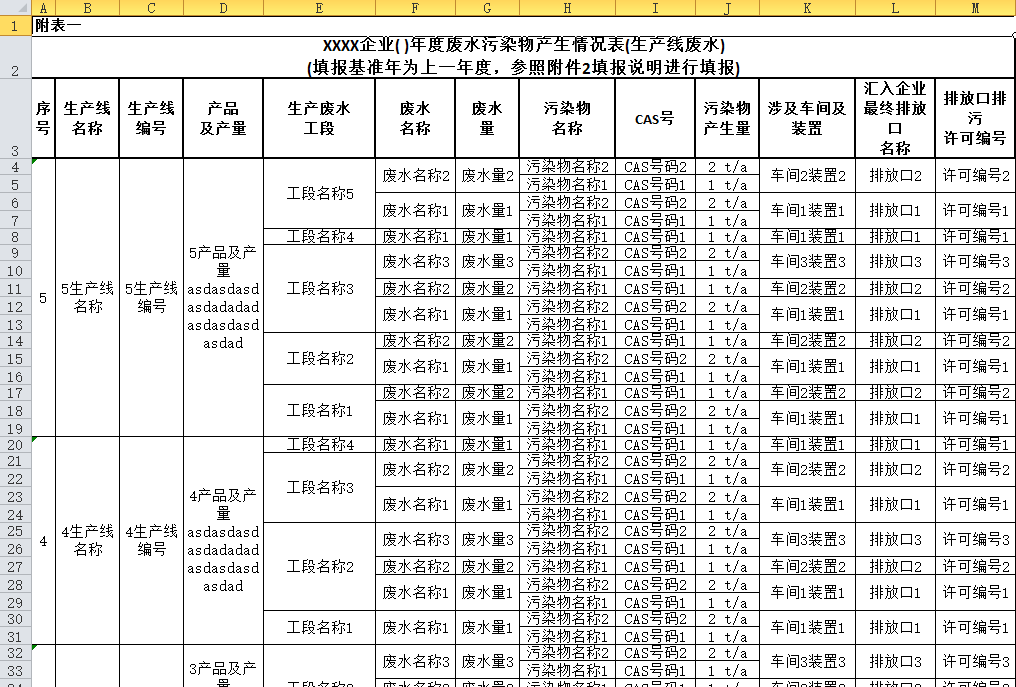 A B C D E F G H I J K L M
1 附表一
XXXX企业( )年度废水污染物产生情况表(生产线废水)
2 (填报基准年为上一年度，参照附件2填报说明进行填报)
3 序号 生产线名称 生产线编号 产品及产量 生产废水工段 废水名称 废水量 污染物名称 CAS号 污染物产生量 涉及车间及装置 汇入企业最终排放口名称 排放口排污许可编号
4 5 5生产线名称 5生产线编号 5产品及产量asdasdasdasdadadadasdasdasdasdad 工段名称5 废水名称2 废水量2 污染物名称2 CAS号码2 2 t/a 车间2装置2 排放口2 许可编号2
5 污染物名称1 CAS号码1 1 t/a
6 废水名称1 废水量1 污染物名称2 CAS号码2 2 t/a 车间1装置1 排放口1 许可编号1
7 污染物名称1 CAS号码1 1 t/a
8 工段名称4 废水名称1 废水量1 污染物名称1 CAS号码1 1 t/a 车间1装置1 排放口1 许可编号1
9 工段名称3 废水名称3 废水量3 污染物名称2 CAS号码2 2 t/a 车间3装置3 排放口3 许可编号3
10 污染物名称1 CAS号码1 1 t/a
11 废水名称2 废水量2 污染物名称1 CAS号码1 1 t/a 车间2装置2 排放口2 许可编号2
12 废水名称1 废水量1 污染物名称2 CAS号码2 2 t/a 车间1装置1 排放口1 许可编号1
13 污染物名称1 CAS号码1 1 t/a
14 工段名称2 废水名称2 废水量2 污染物名称1 CAS号码1 1 t/a 车间2装置2 排放口2 许可编号2
15 废水名称1 废水量1 污染物名称2 CAS号码2 2 t/a 车间1装置1 排放口1 许可编号1
16 污染物名称1 CAS号码1 1 t/a
17 工段名称1 废水名称2 废水量2 污染物名称1 CAS号码1 1 t/a 车间2装置2 排放口2 许可编号2
18 废水名称1 废水量1 污染物名称2 CAS号码2 2 t/a 车间1装置1 排放口1 许可编号1
19 污染物名称1 CAS号码1 1 t/a
20 4 4生产线名称 4生产线编号 4产品及产量asdasdasdasdadadadasdasdasdasdad 工段名称4 废水名称1 废水量1 污染物名称1 CAS号码1 1 t/a 车间1装置1 排放口1 许可编号1
21 工段名称3 废水名称2 废水量2 污染物名称2 CAS号码2 2 t/a 车间2装置2 排放口2 许可编号2
22 污染物名称1 CAS号码1 1 t/a
23 废水名称1 废水量1 污染物名称2 CAS号码2 2 t/a 车间1装置1 排放口1 许可编号1
24 污染物名称1 CAS号码1 1 t/a
25 工段名称2 废水名称3 废水量3 污染物名称2 CAS号码2 2 t/a 车间3装置3 排放口3 许可编号3
26 污染物名称1 CAS号码1 1 t/a
27 废水名称2 废水量2 污染物名称1 CAS号码1 1 t/a 车间2装置2 排放口2 许可编号2
28 废水名称1 废水量1 污染物名称2 CAS号码2 2 t/a 车间1装置1 排放口1 许可编号1
29 污染物名称1 CAS号码1 1 t/a
30 工段名称1 废水名称1 废水量1 污染物名称2 CAS号码2 2 t/a 车间1装置1 排放口1 许可编号1
31 污染物名称1 CAS号码1 1 t/a
32 3产品及产量 废水名称3 废水量3 污染物名称2 CAS号码2 2 t/a 车间3装置3 排放口3 许可编号3
33 污染物名称1 CAS号码1 1 t/a